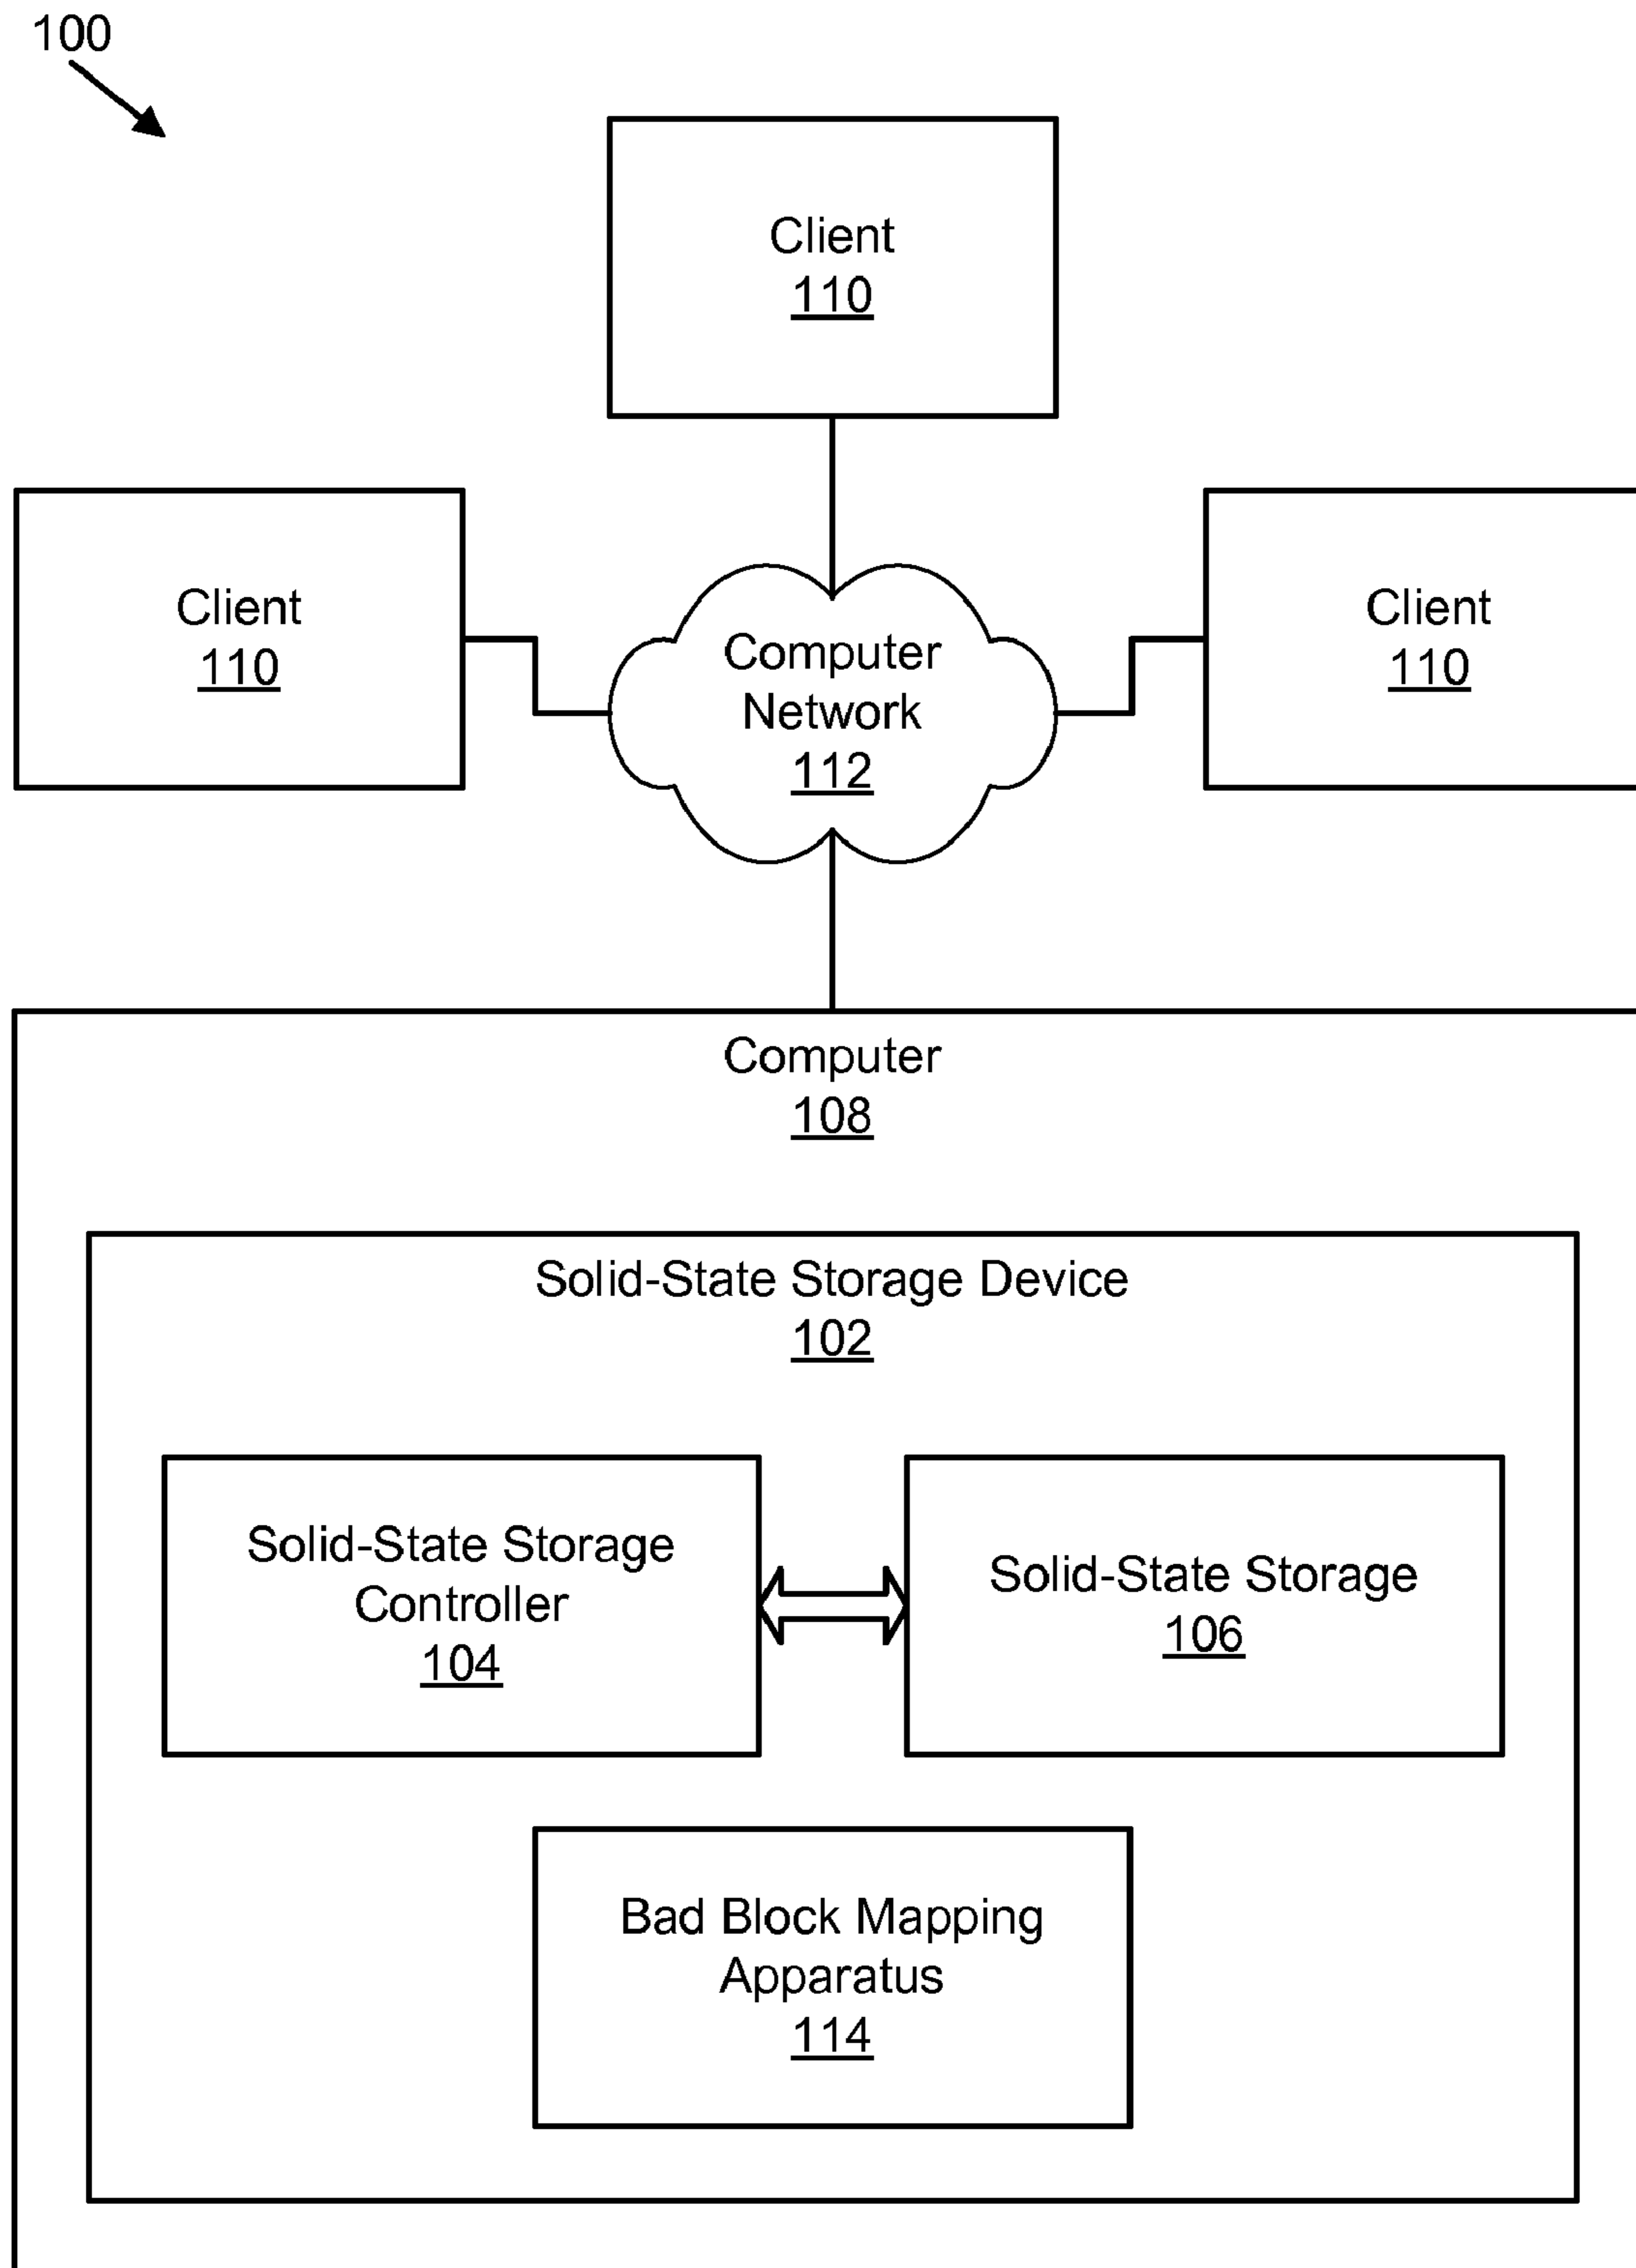 100
Client
110
Client
110
Client
110
Computer
Network
112
Computer
108
Solid-State Storage Device
102
Solid-State Storage
Controller
104
Solid-State Storage
106
Bad Block Mapping
Apparatus
114